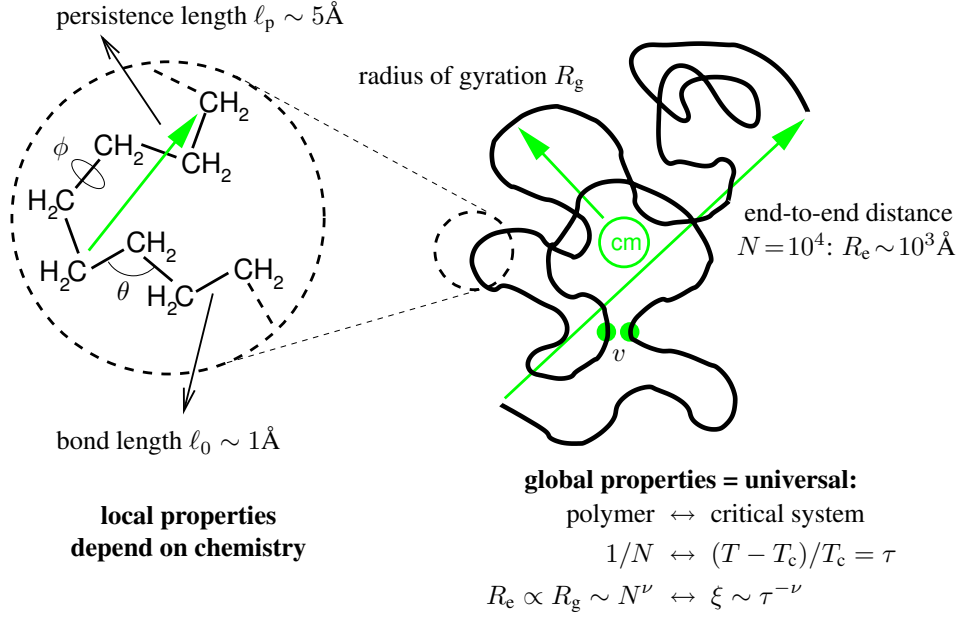 persistence length ℓp ∼ 5Å
radius of gyration Rg
CH2
ϕ
CH2
CH2
H2C
CH2
H2C
θ
H2C
CH2
bond length ℓ0 ∼ 1Å
local properties
depend on chemistry
cm
end-to-end distance
N = 10^4: Re ∼ 10^3 Å
v
global properties = universal:
polymer ↔ critical system
1/N ↔ (T − Tc)/Tc = τ
Re ∝ Rg ∼ N^ν ↔ ξ ∼ τ^−ν